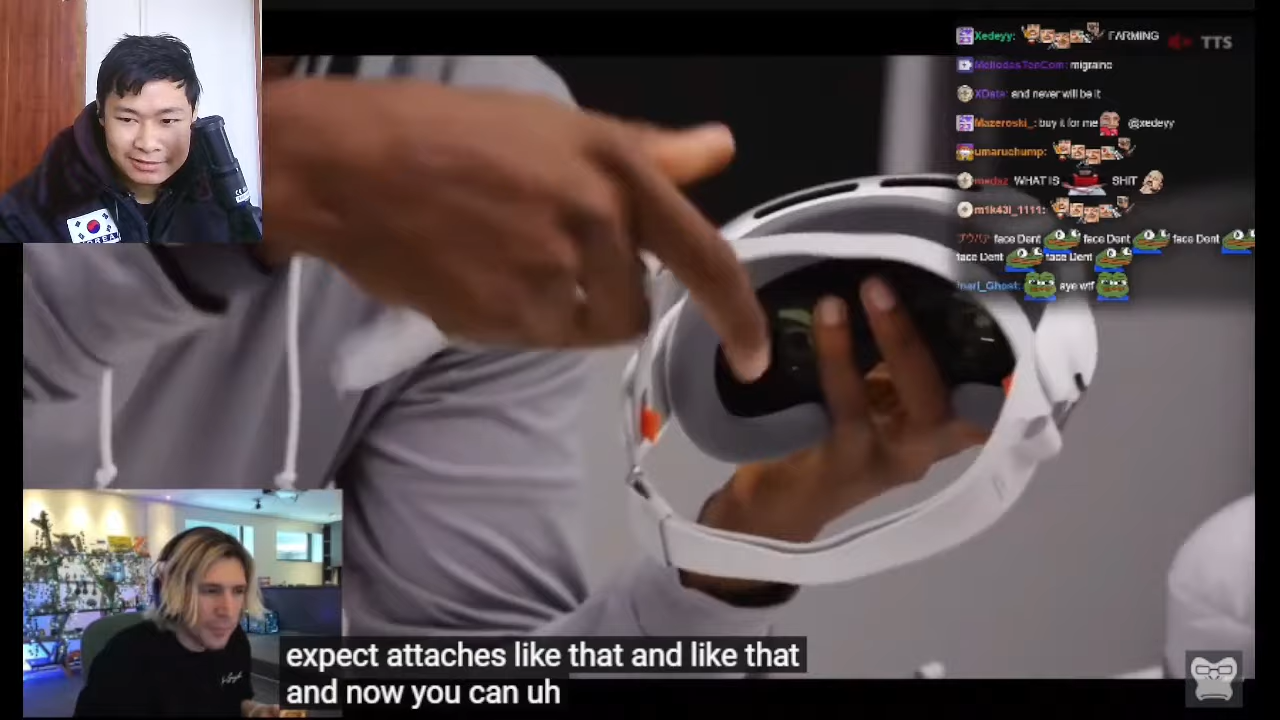 Xedeyy: FARMING
TTS
migraine
XData: and never will be it
Mazeroski_: buy it for me @xedeyy
umaruchump:
WHAT IS SHIT
m1k43l_1111:
face Dent face Dent face Dent
face Dent face Dent
aye wtf
KOREA
expect attaches like that and like that
and now you can uh